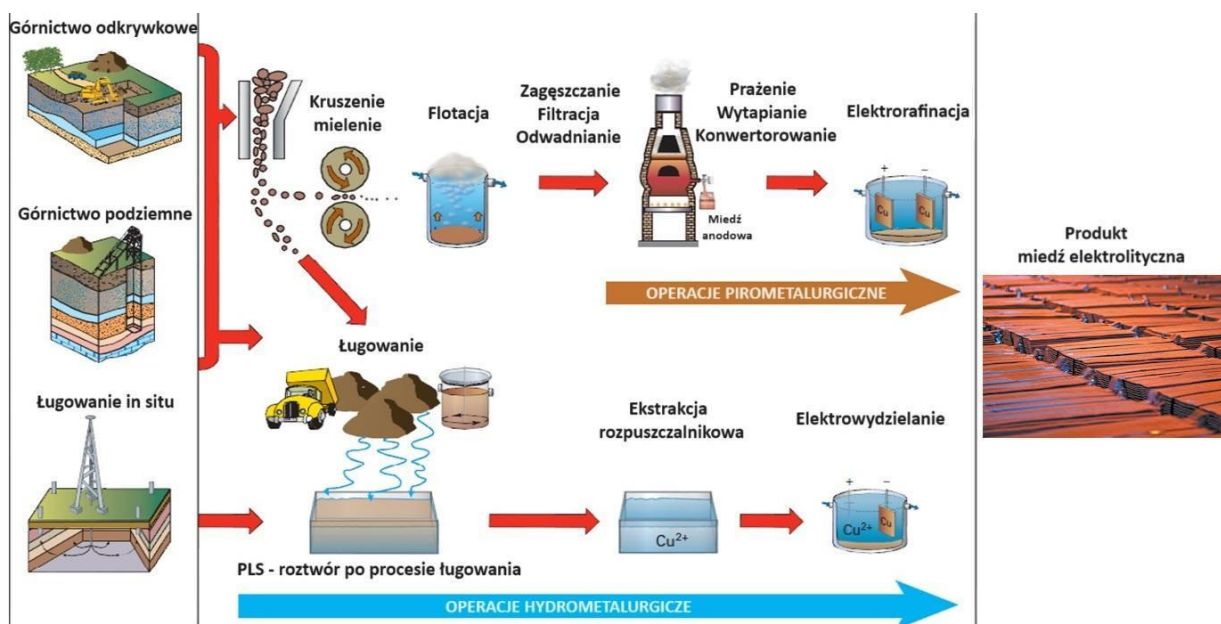 Górnictwo odkrywkowe
Kruszenie
mielenie
Flotacja
Zagęszczanie
Filtracja
Odwadnianie
Prażenie
Wytapianie
Konwertorowanie
Elektrorafinacja
+
−
Cu
Cu
Miedź
anodowa
Górnictwo podziemne
OPERACJE PIROMETALURGICZNE
Produkt
miedź elektrolityczna
Ługowanie
Ługowanie in situ
Ekstrakcja
rozpuszczalnikowa
Elektrowydzielanie
+
−
Cu²⁺
Cu²⁺
Cu
PLS - roztwór po procesie ługowania
OPERACJE HYDROMETALURGICZE